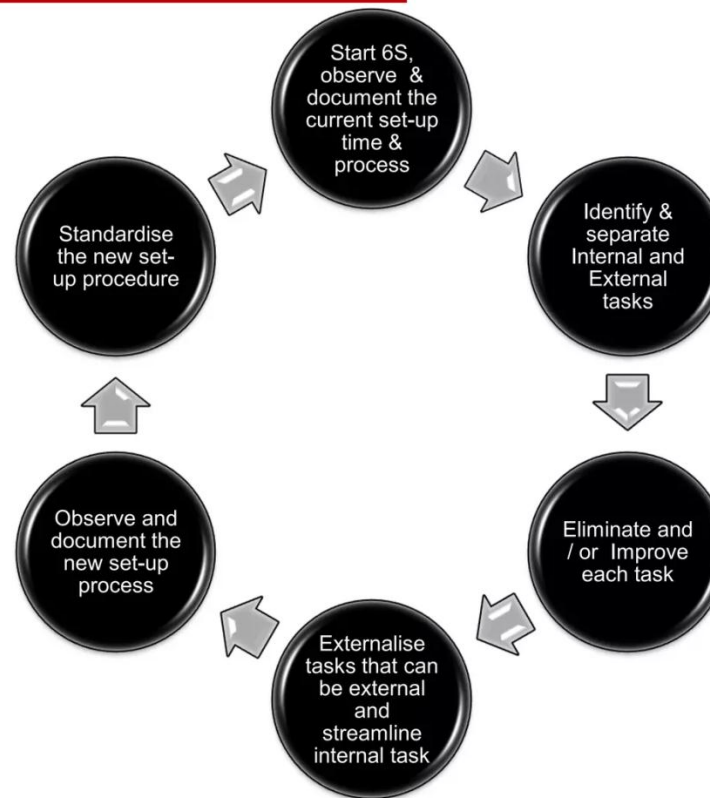 Start 6S,
observe & 
document the
current set-up
time &
process
Identify &
separate
Internal and
External
tasks
Eliminate and
/ or Improve
each task
Externalise
tasks that can
be external
and
streamline
internal task
Observe and
document the
new set-up
process
Standardise
the new set-
up procedure